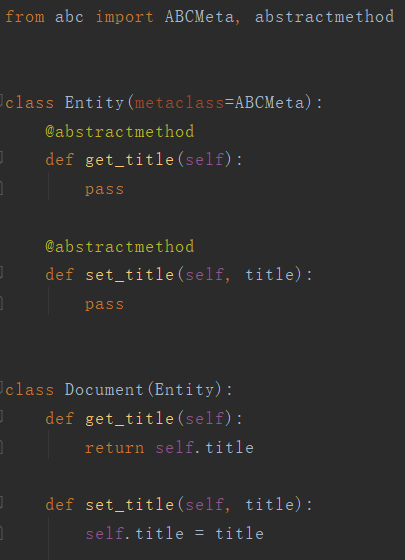 from abc import ABCMeta, abstractmethod
class Entity(metaclass=ABCMeta):
    @abstractmethod
    def get_title(self):
        pass
    @abstractmethod
    def set_title(self, title):
        pass
class Document(Entity):
    def get_title(self):
        return self.title
    def set_title(self, title):
        self.title = title